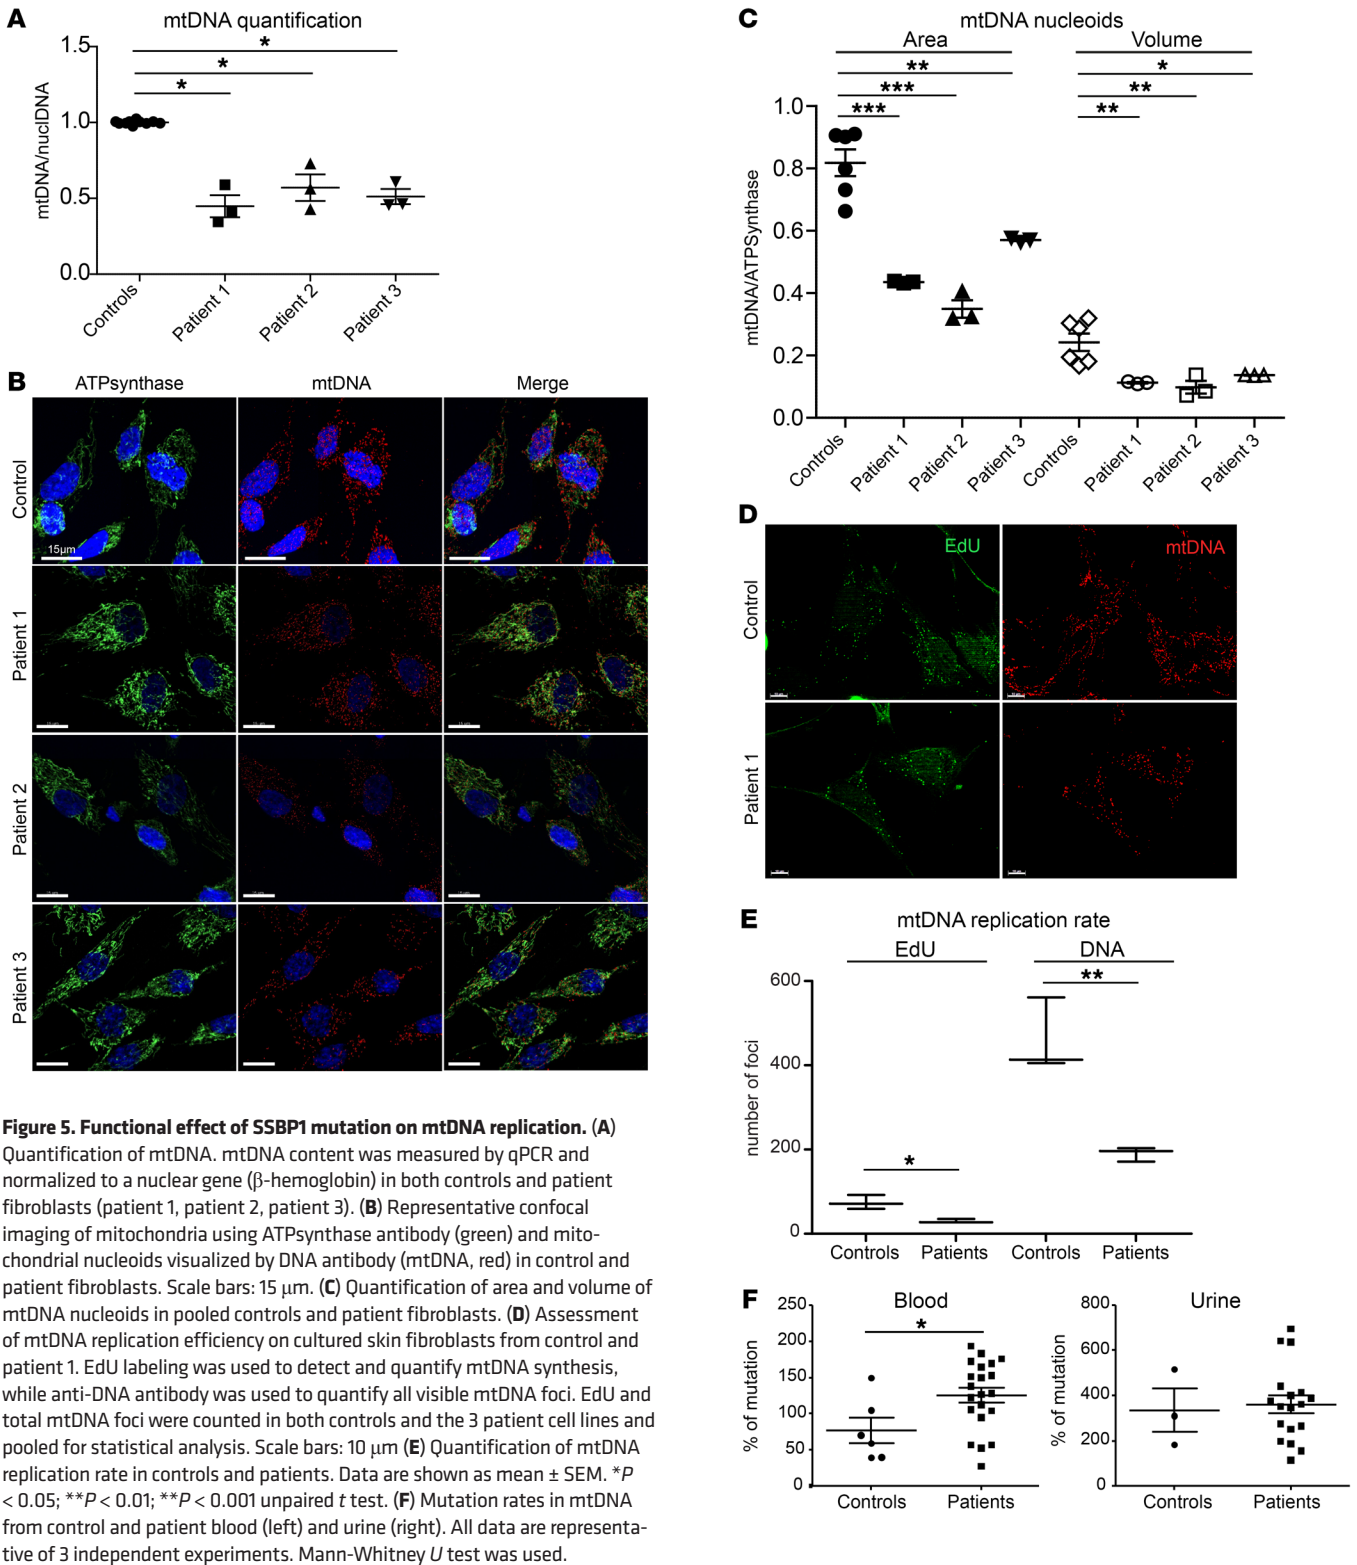 A
mtDNA quantification
1.5
1.0
0.5
0.0
mtDNA/nuclDNA
*
*
*
Controls
Patient 1
Patient 2
Patient 3
B
ATPsynthase
mtDNA
Merge
Control
15µm
Patient 1
Patient 2
Patient 3
C
mtDNA nucleoids
Area
Volume
**
***
***
*
**
**
1.0
0.8
0.6
0.4
0.2
0.0
mtDNA/ATPSynthase
Controls
Patient 1
Patient 2
Patient 3
Controls
Patient 1
Patient 2
Patient 3
D
EdU
mtDNA
Control
Patient 1
E
mtDNA replication rate
EdU
DNA
600
400
200
0
number of foci
*
**
Controls
Patients
Controls
Patients
F
Blood
250
200
150
100
50
0
% of mutation
*
Controls
Patients
Urine
800
600
400
200
0
% of mutation
Controls
Patients
Figure 5. Functional effect of SSBP1 mutation on mtDNA replication. (A)
Quantification of mtDNA. mtDNA content was measured by qPCR and
normalized to a nuclear gene (β-hemoglobin) in both controls and patient
fibroblasts (patient 1, patient 2, patient 3). (B) Representative confocal
imaging of mitochondria using ATPsynthase antibody (green) and mito-
chondrial nucleoids visualized by DNA antibody (mtDNA, red) in control and
patient fibroblasts. Scale bars: 15 μm. (C) Quantification of area and volume of
mtDNA nucleoids in pooled controls and patient fibroblasts. (D) Assessment
of mtDNA replication efficiency on cultured skin fibroblasts from control and
patient 1. EdU labeling was used to detect and quantify mtDNA synthesis,
while anti-DNA antibody was used to quantify all visible mtDNA foci. EdU and
total mtDNA foci were counted in both controls and the 3 patient cell lines and
pooled for statistical analysis. Scale bars: 10 μm (E) Quantification of mtDNA
replication rate in controls and patients. Data are shown as mean ± SEM. *P
< 0.05; **P < 0.01; **P < 0.001 unpaired t test. (F) Mutation rates in mtDNA
from control and patient blood (left) and urine (right). All data are representa-
tive of 3 independent experiments. Mann-Whitney U test was used.